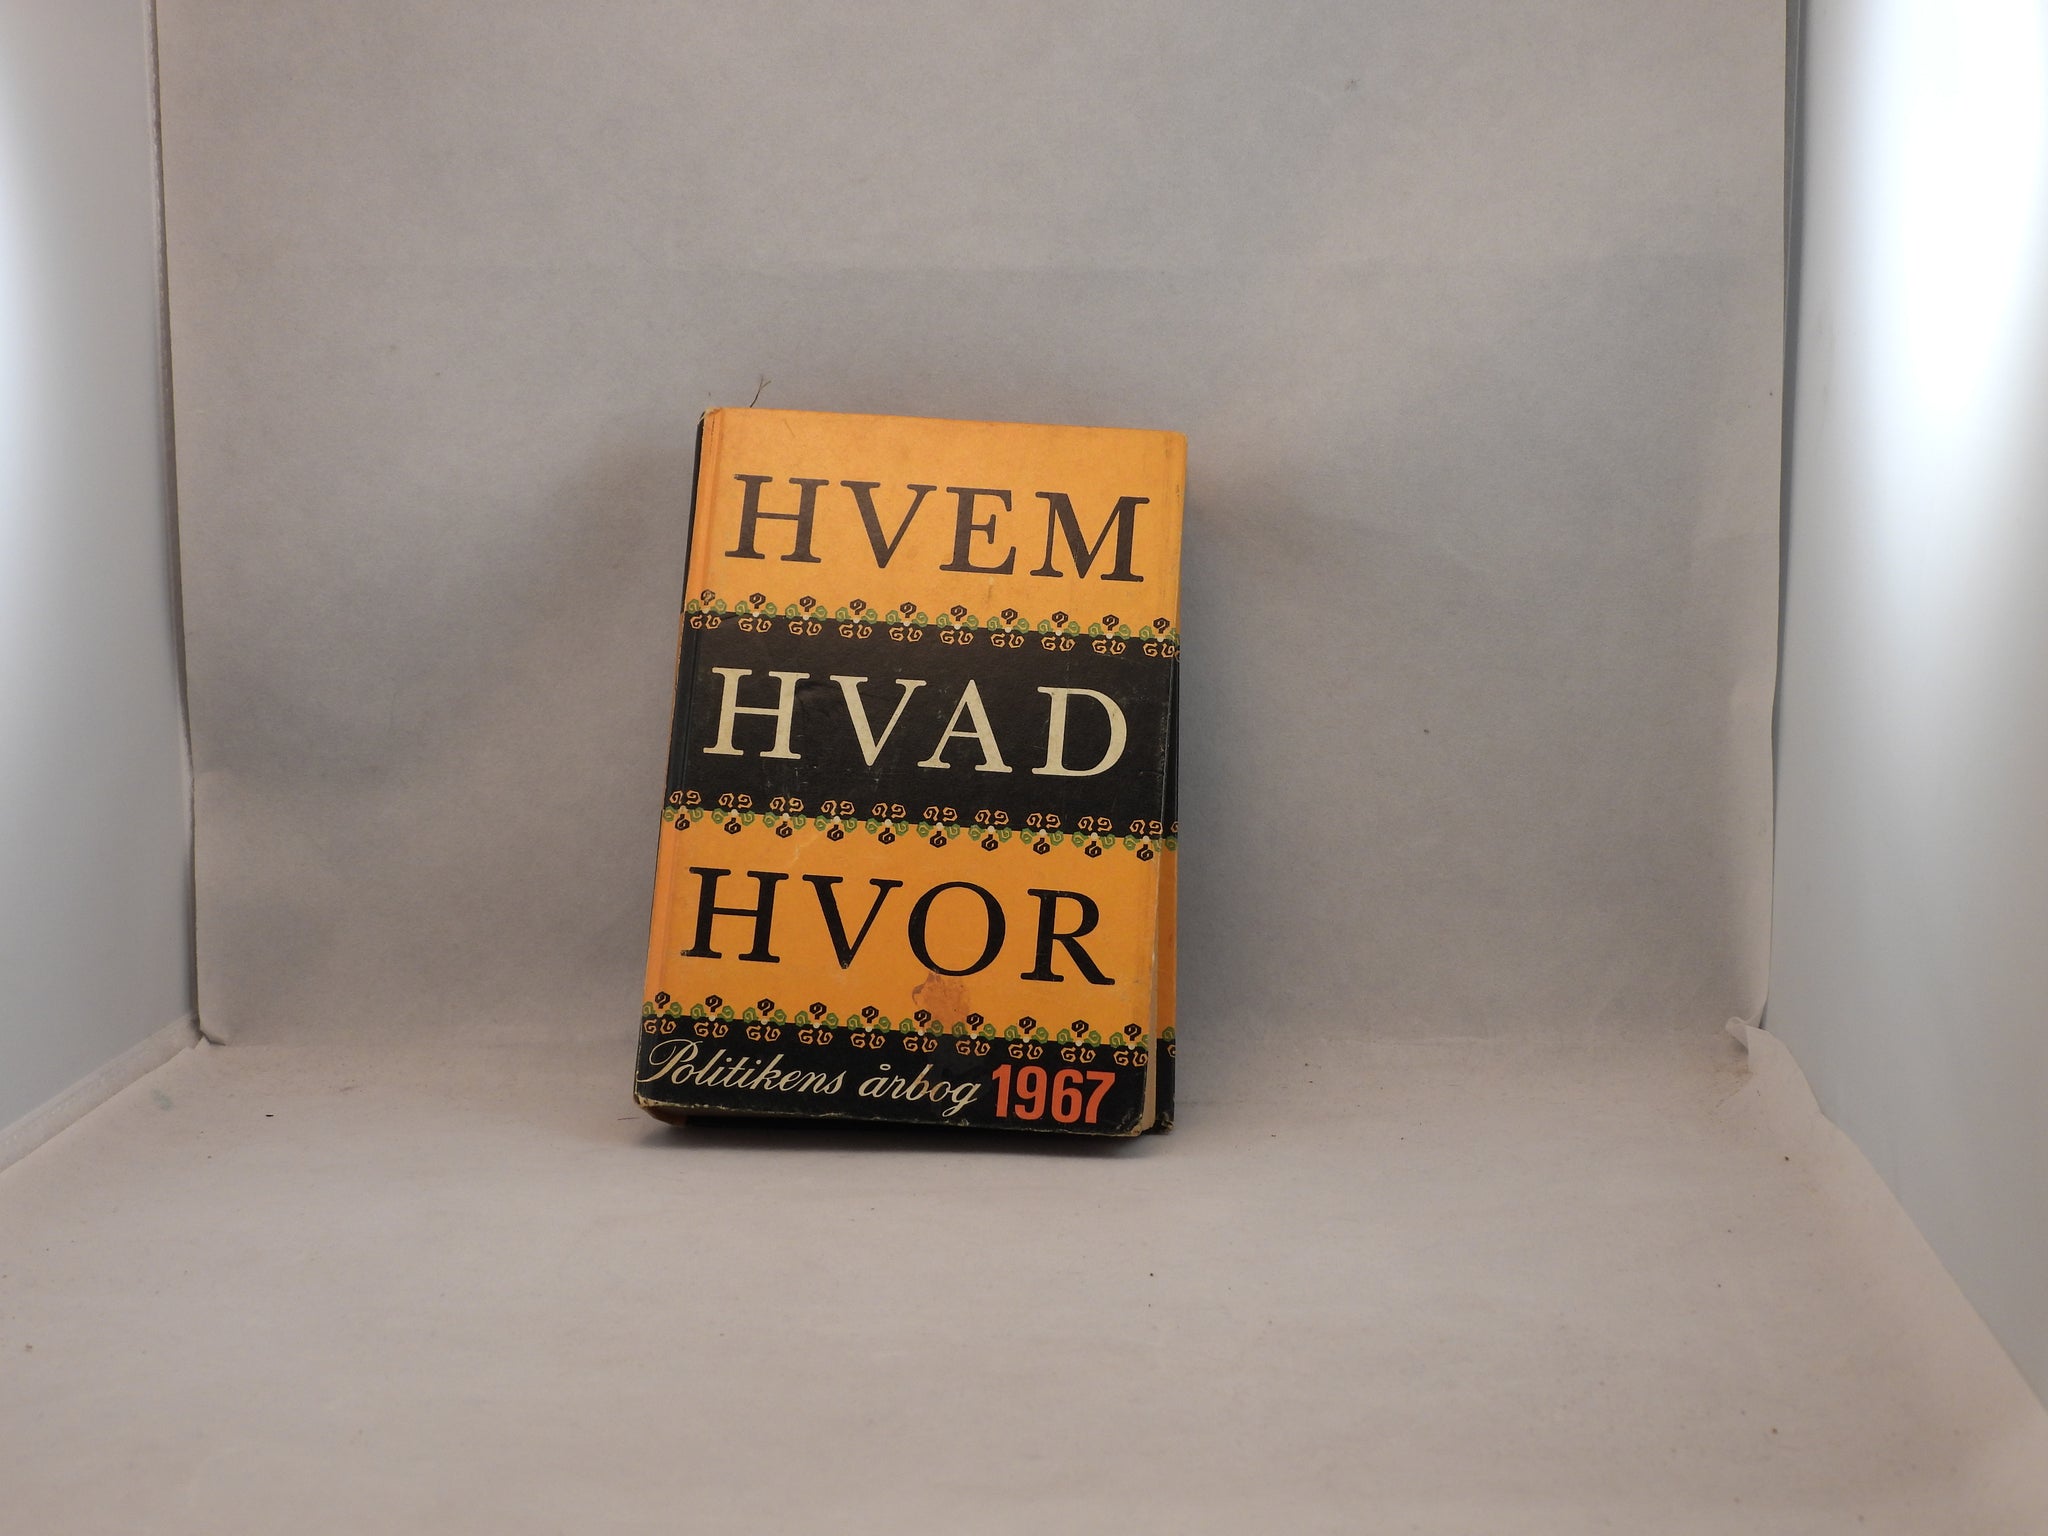 HVEM
HVAD
HVOR
Politikens årbog 1967